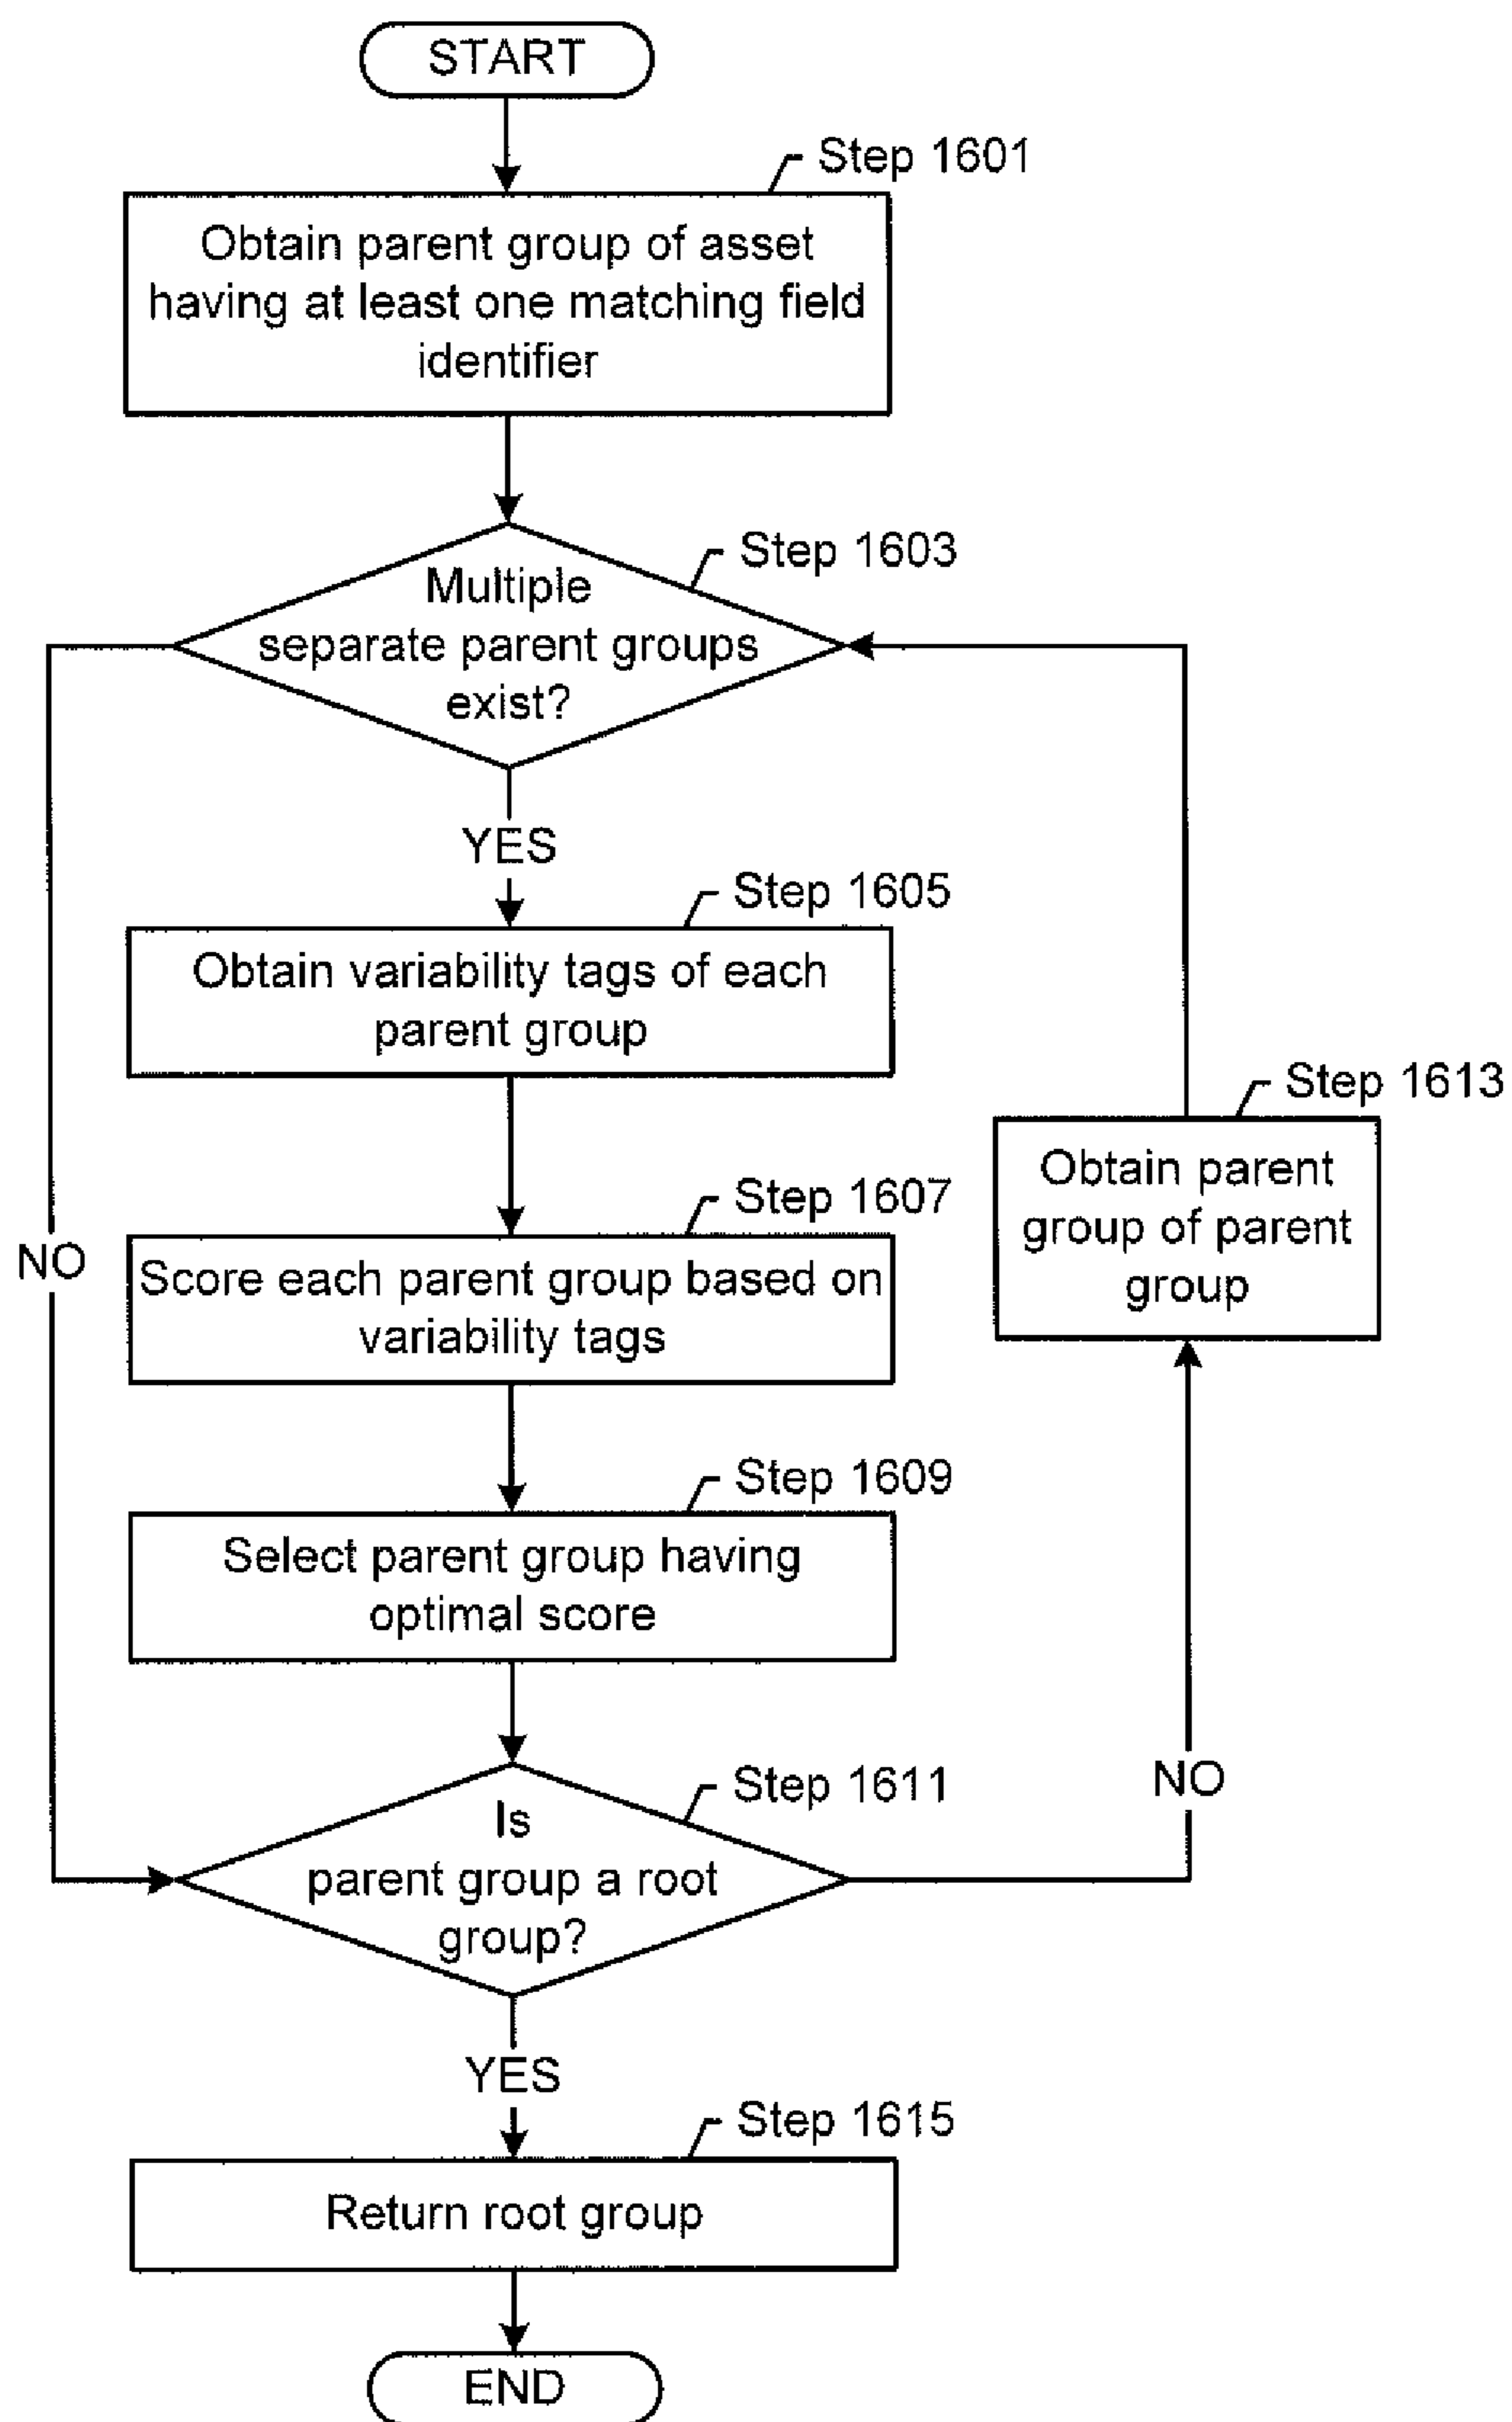 START
Step 1601
Obtain parent group of asset
having at least one matching field
identifier
Step 1603
Multiple
separate parent groups
exist?
YES
Step 1605
Obtain variability tags of each
parent group
Step 1613
Obtain parent
group of parent
group
Step 1607
NO
Score each parent group based on
variability tags
Step 1609
Select parent group having
optimal score
Step 1611
NO
Is
parent group a root
group?
YES
Step 1615
Return root group
END